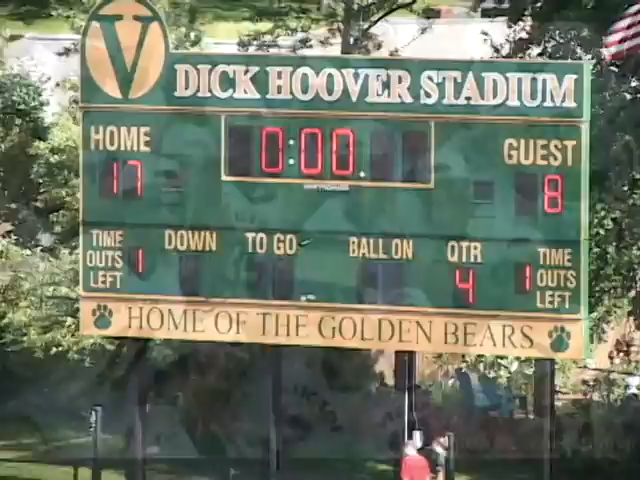 V
DICK HOOVER STADIUM
HOME 0:00 GUEST
17 8
TIME OUTS LEFT 1 DOWN TO GO BALL ON QTR 4 1 TIME OUTS LEFT
HOME OF THE GOLDEN BEARS